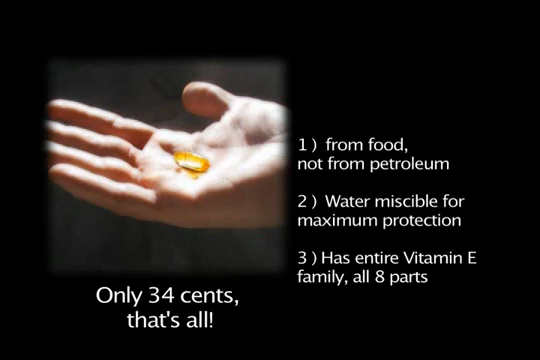 1 ) from food,
not from petroleum
2 ) Water miscible for
maximum protection
3 ) Has entire Vitamin E
family, all 8 parts
Only 34 cents,
that's all!